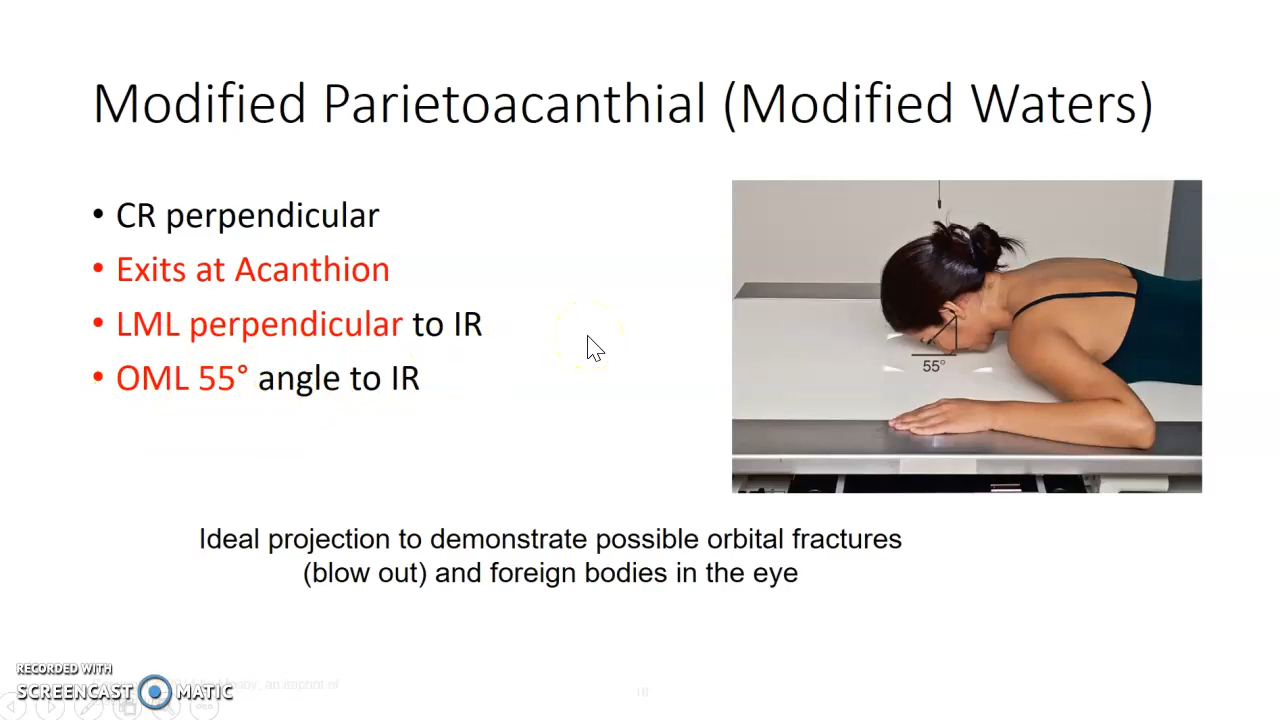 Modified Parietoacanthial (Modified Waters)
• CR perpendicular
• Exits at Acanthion
• LML perpendicular to IR
• OML 55° angle to IR
55°
Ideal projection to demonstrate possible orbital fractures
(blow out) and foreign bodies in the eye
RECORDED WITH
SCREENCAST MATIC